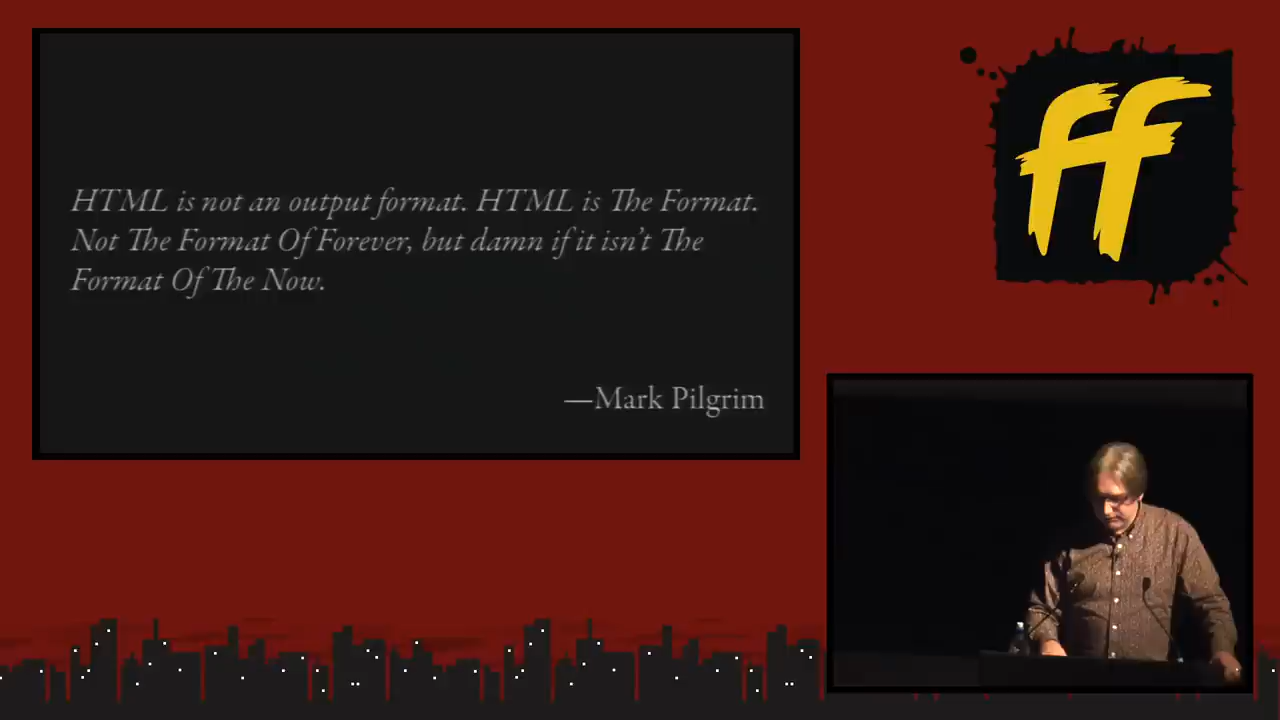 HTML is not an output format. HTML is The Format.
Not The Format Of Forever, but damn if it isn't The
Format Of The Now.
—Mark Pilgrim
ff